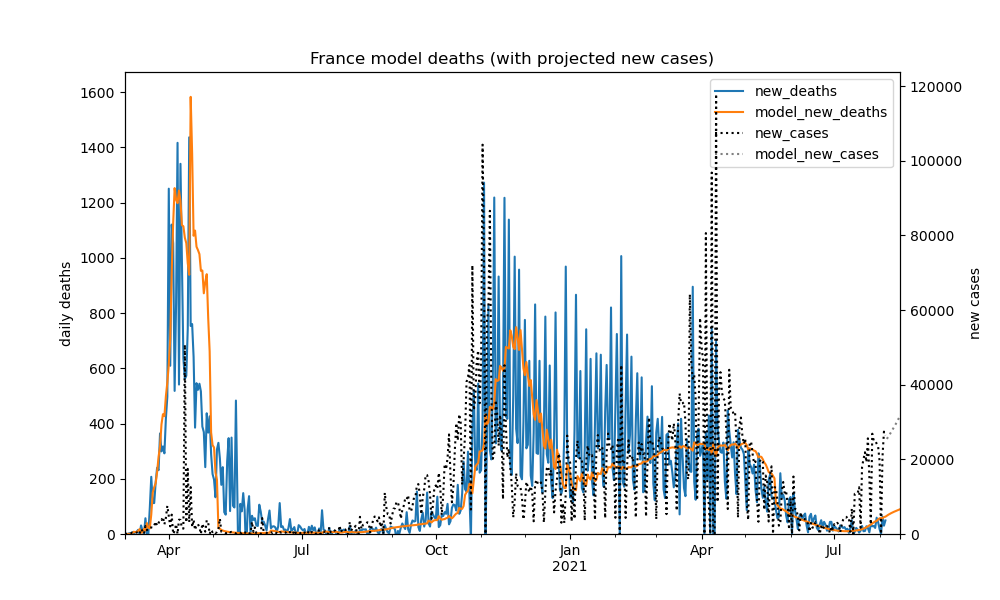 France model deaths (with projected new cases)
new_deaths
model_new_deaths
new_cases
model_new_cases
daily deaths
1600
1400
1200
1000
800
600
400
200
0
120000
100000
80000
60000
40000
20000
0
new cases
Apr
Jul
Oct
Jan
2021
Apr
Jul